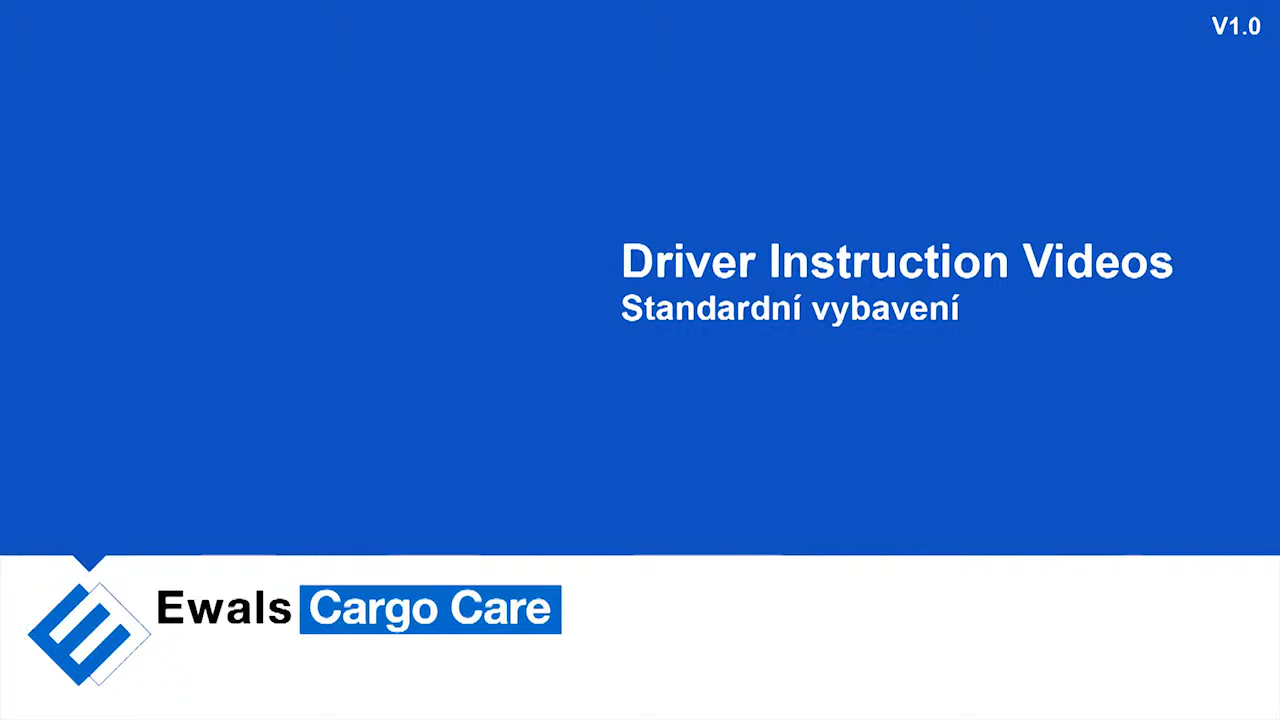 V1.0
Driver Instruction Videos
Standardní vybavení
Ewals Cargo Care